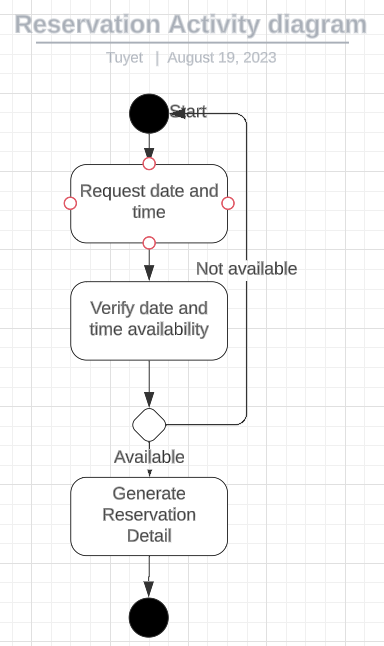 Reservation Activity diagram
Tuyet | August 19, 2023
Start
Request date and
time
Not available
Verify date and
time availability
Available
Generate
Reservation
Detail